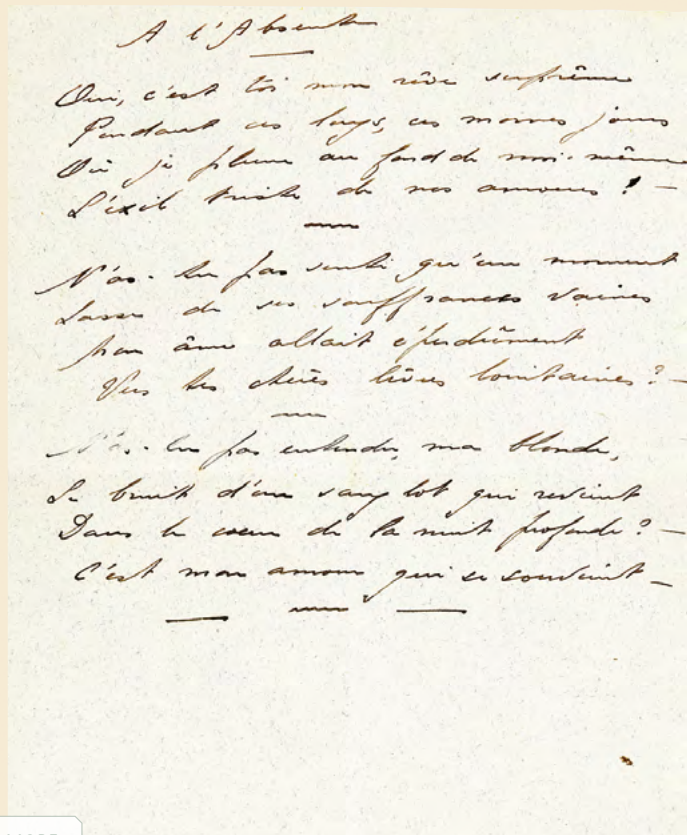 A l'Absente
Oui, c'est toi mon rêve suprême
Pendant ces longs, ces mornes jours
Où je pleure au fond de moi-même
L'exil triste de nos amours ! —
N'as-tu pas senti qu'un moment
Lasse de ses souffrances vaines
Mon âme allait éperdûment
Vers tes chères lèvres lointaines ? —
N'as-tu pas entendu, ma blonde,
Le bruit d'un sanglot qui revient
Dans le cœur de la nuit profonde ? —
C'est mon amour qui se souvient —